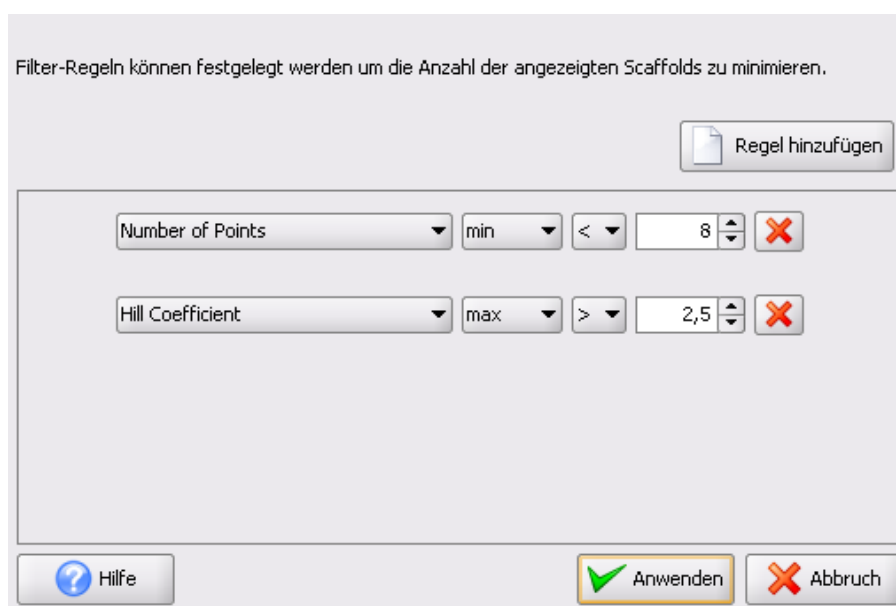 Filter-Regeln können festgelegt werden um die Anzahl der angezeigten Scaffolds zu minimieren.
Regel hinzufügen
Number of Points min < 8
Hill Coefficient max > 2,5
Hilfe Anwenden Abbruch